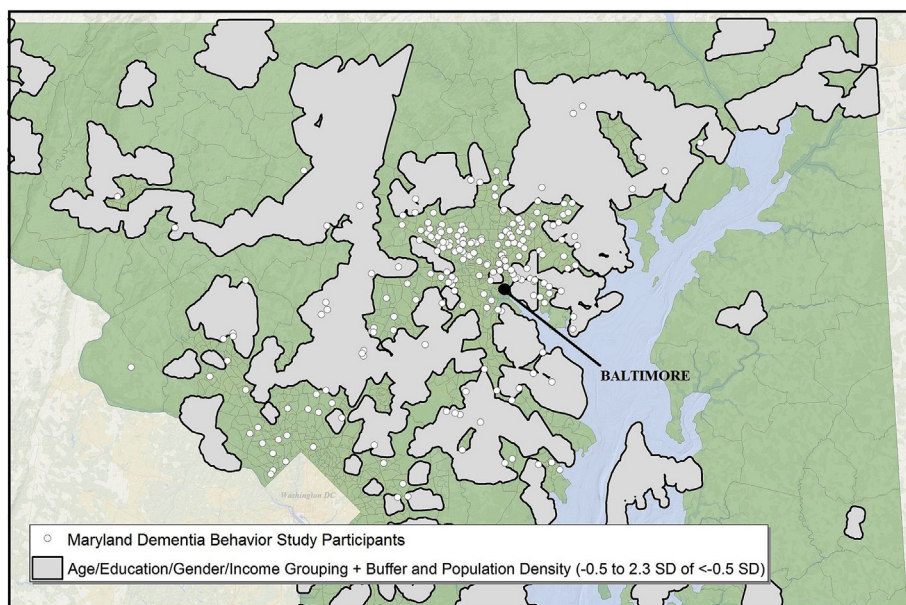 BALTIMORE
Washington DC
Maryland Dementia Behavior Study Participants
Age/Education/Gender/Income Grouping + Buffer and Population Density (-0.5 to 2.3 SD of <-0.5 SD)